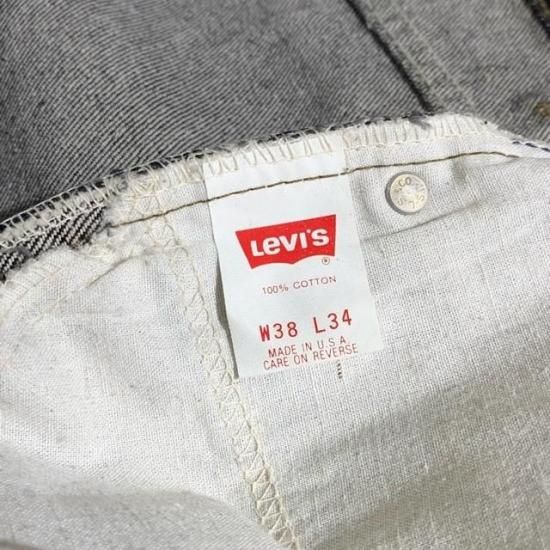 Levi's
®
100% COTTON
W38 L34
MADE IN U.S.A.
CARE ON REVERSE